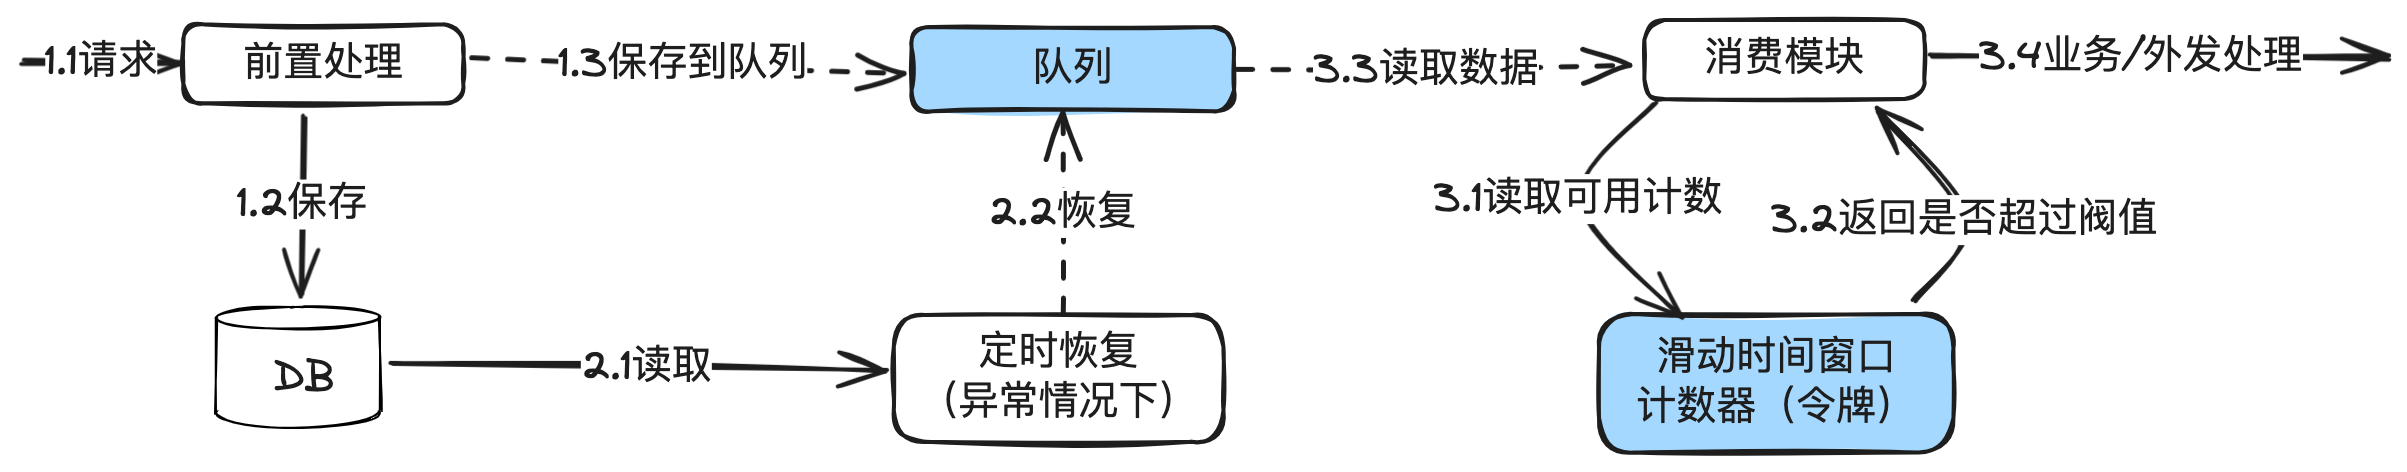 1.1请求
前置处理
1.3保存到队列
队列
3.3读取数据
消费模块
3.4业务/外发处理
1.2保存
2.2恢复
3.1读取可用计数
3.2返回是否超过阀值
DB
2.1读取
定时恢复
（异常情况下）
滑动时间窗口
计数器（令牌）